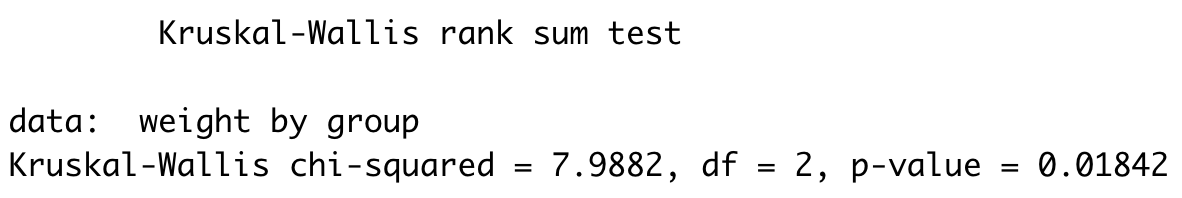 Kruskal-Wallis rank sum test
data:  weight by group
Kruskal-Wallis chi-squared = 7.9882, df = 2, p-value = 0.01842